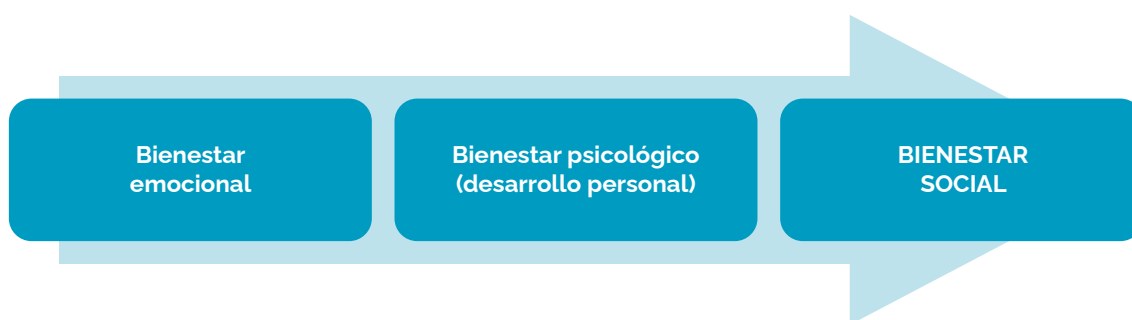 Bienestar
emocional
Bienestar psicológico
(desarrollo personal)
BIENESTAR
SOCIAL